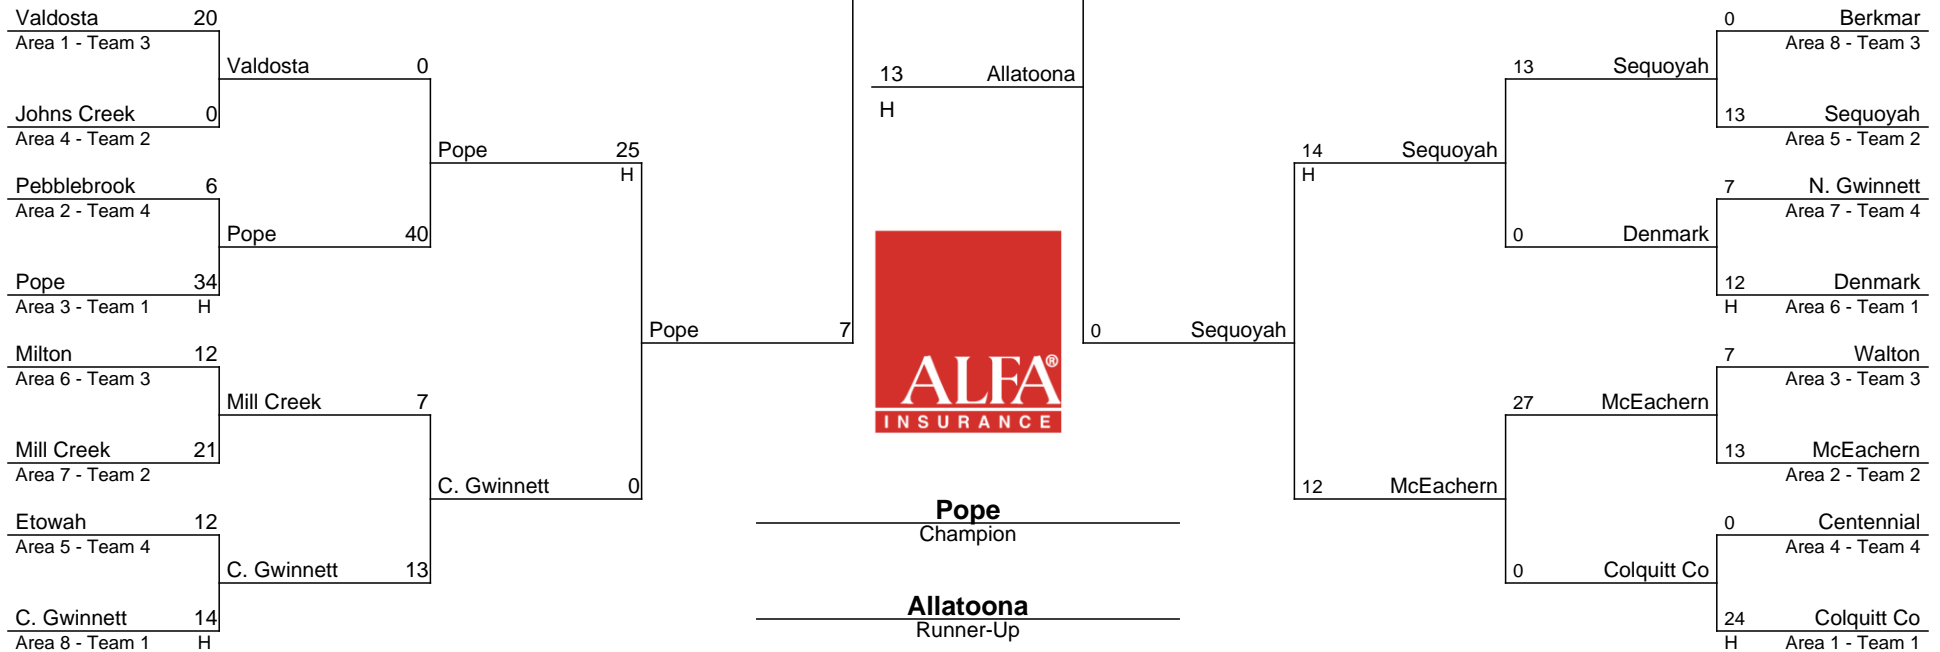 Valdosta 20
Area 1 - Team 3
Johns Creek 0
Area 4 - Team 2
Pebblebrook 6
Area 2 - Team 4
Pope 34
Area 3 - Team 1 H
Milton 12
Area 6 - Team 3
Mill Creek 21
Area 7 - Team 2
Etowah 12
Area 5 - Team 4
C. Gwinnett 14
Area 8 - Team 1 H
Valdosta 0
Pope 40
Mill Creek 7
C. Gwinnett 13
Pope 25
H
C. Gwinnett 0
Pope 7
13 Allatoona
H
ALFA®
INSURANCE
Pope
Champion
Allatoona
Runner-Up
0 Sequoyah
14 Sequoyah
H
12 McEachern
13 Sequoyah
0 Denmark
27 McEachern
0 Colquitt Co
0 Berkmar
Area 8 - Team 3
13 Sequoyah
Area 5 - Team 2
7 N. Gwinnett
Area 7 - Team 4
12 Denmark
H Area 6 - Team 1
7 Walton
Area 3 - Team 3
13 McEachern
Area 2 - Team 2
0 Centennial
Area 4 - Team 4
24 Colquitt Co
H Area 1 - Team 1